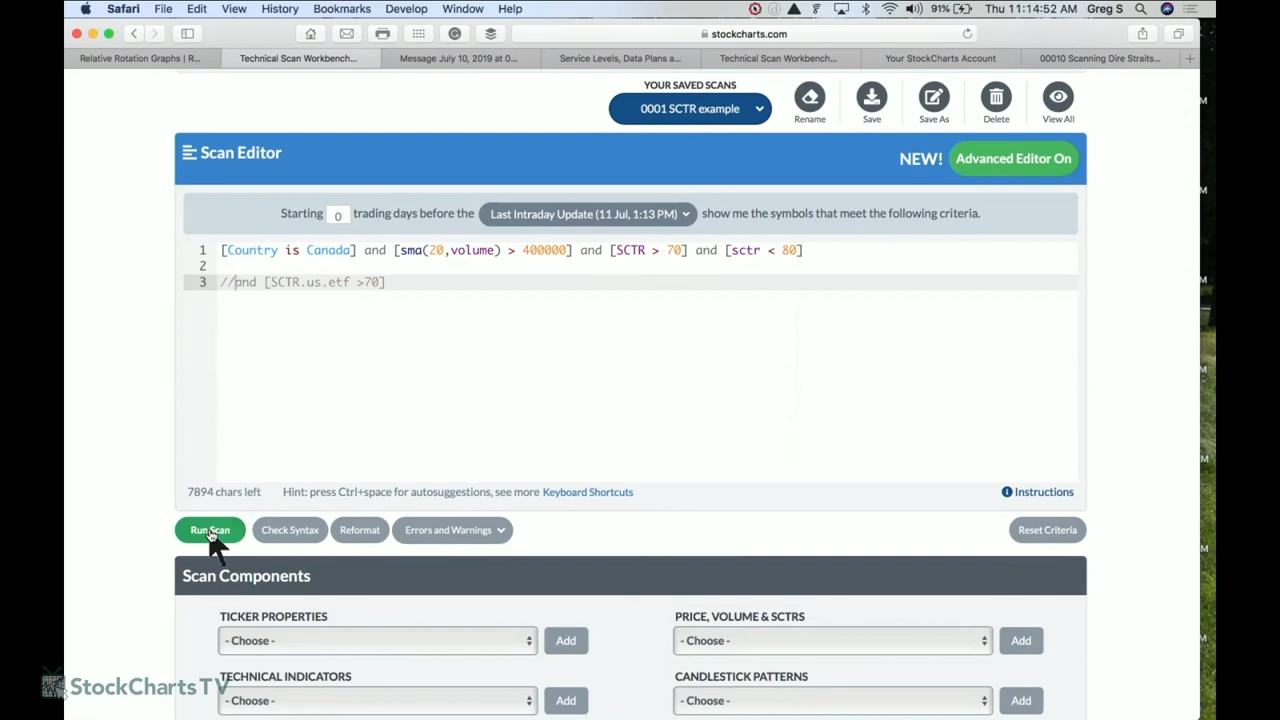 Safari File Edit View History Bookmarks Develop Window Help 91% Thu 11:14:52 AM Greg S
stockcharts.com
Relative Rotation Graphs | R... Technical Scan Workbench... Message July 10, 2019 at 0... Service Levels, Data Plans a... Technical Scan Workbench... Your StockCharts Account 00010 Scanning Dire Straits...
YOUR SAVED SCANS
0001 SCTR example
Rename Save Save As Delete View All
Scan Editor NEW! Advanced Editor On
Starting 0 trading days before the Last Intraday Update (11 Jul, 1:13 PM) show me the symbols that meet the following criteria.
1 [Country is Canada] and [sma(20,volume) > 400000] and [SCTR > 70] and [sctr < 80]
2
3 //and [SCTR.us.etf >70]
7894 chars left Hint: press Ctrl+space for autosuggestions, see more Keyboard Shortcuts Instructions
Run Scan Check Syntax Reformat Errors and Warnings Reset Criteria
Scan Components
TICKER PROPERTIES PRICE, VOLUME & SCTRS
- Choose - Add - Choose - Add
TECHNICAL INDICATORS CANDLESTICK PATTERNS
- Choose - Add - Choose - Add
StockChartsTV